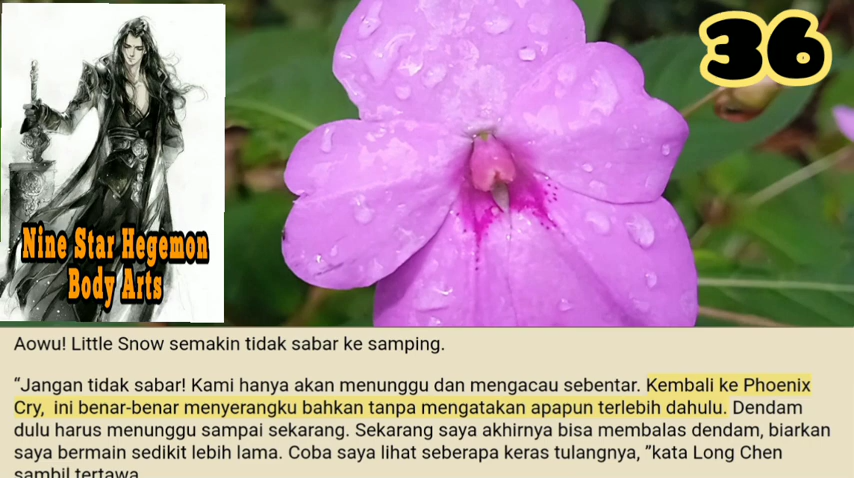 36
Nine Star Hegemon
Body Arts
Aowu! Little Snow semakin tidak sabar ke samping.
“Jangan tidak sabar! Kami hanya akan menunggu dan mengacau sebentar. Kembali ke Phoenix
Cry,  ini benar-benar menyerangku bahkan tanpa mengatakan apapun terlebih dahulu. Dendam
dulu harus menunggu sampai sekarang. Sekarang saya akhirnya bisa membalas dendam, biarkan
saya bermain sedikit lebih lama. Coba saya lihat seberapa keras tulangnya, ”kata Long Chen
sambil tertawa